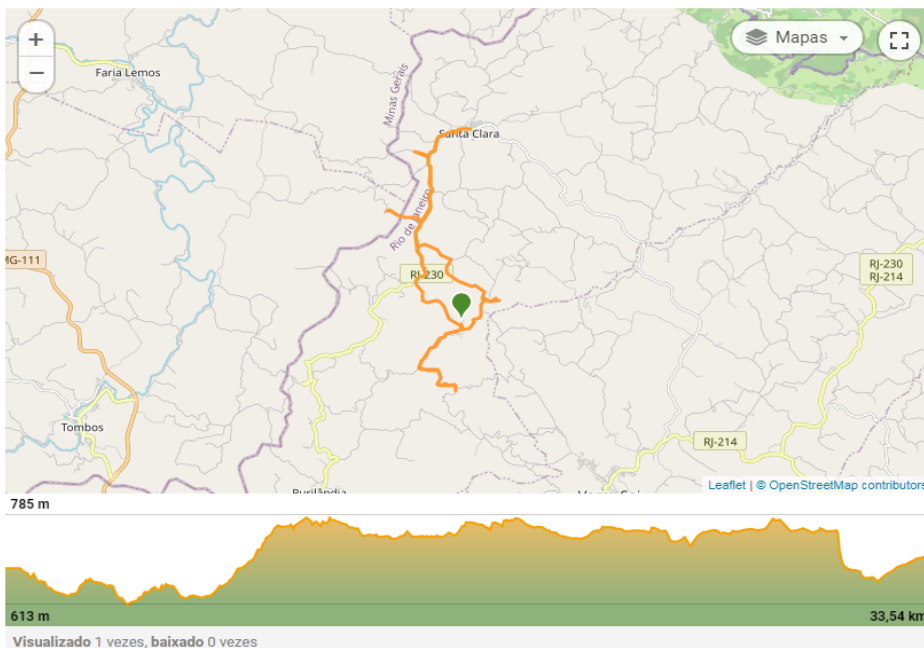 +
Mapas
−
Faria Lemos
Minas Gerais
Santa Clara
Rio de Janeiro
MG-111
RJ-230
RJ-230
RJ-214
Tombos
RJ-214
Purilândia
Leaflet | © OpenStreetMap contributors
785 m
613 m
33,54 km
Visualizado 1 vezes, baixado 0 vezes